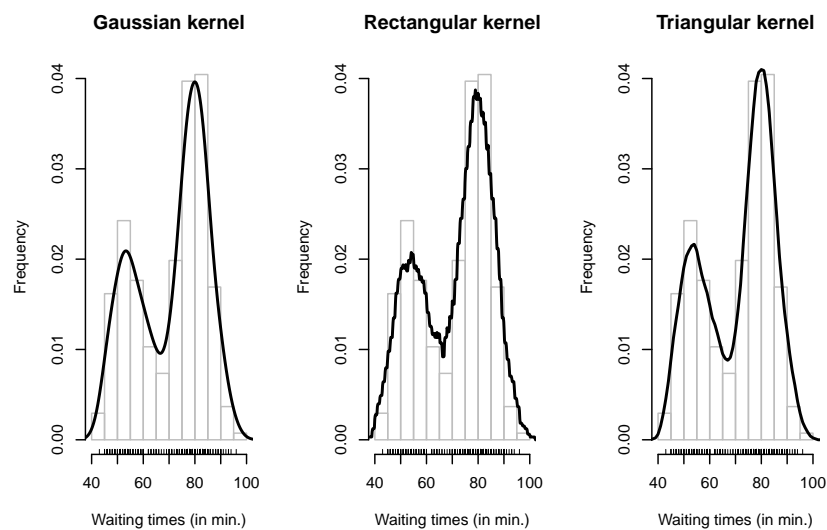 Gaussian kernel
Frequency
0.00 0.01 0.02 0.03 0.04
40 60 80 100
Waiting times (in min.)
Rectangular kernel
Frequency
0.00 0.01 0.02 0.03 0.04
40 60 80 100
Waiting times (in min.)
Triangular kernel
Frequency
0.00 0.01 0.02 0.03 0.04
40 60 80 100
Waiting times (in min.)